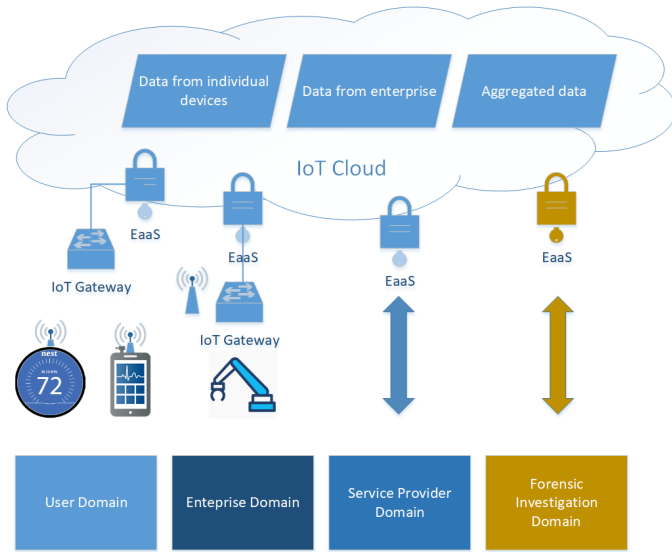 Data from individual
devices
Data from enterprise
Aggregated data
IoT Cloud
EaaS
EaaS
EaaS
EaaS
IoT Gateway
IoT Gateway
nest
72
User Domain
Enteprise Domain
Service Provider
Domain
Forensic
Investigation
Domain